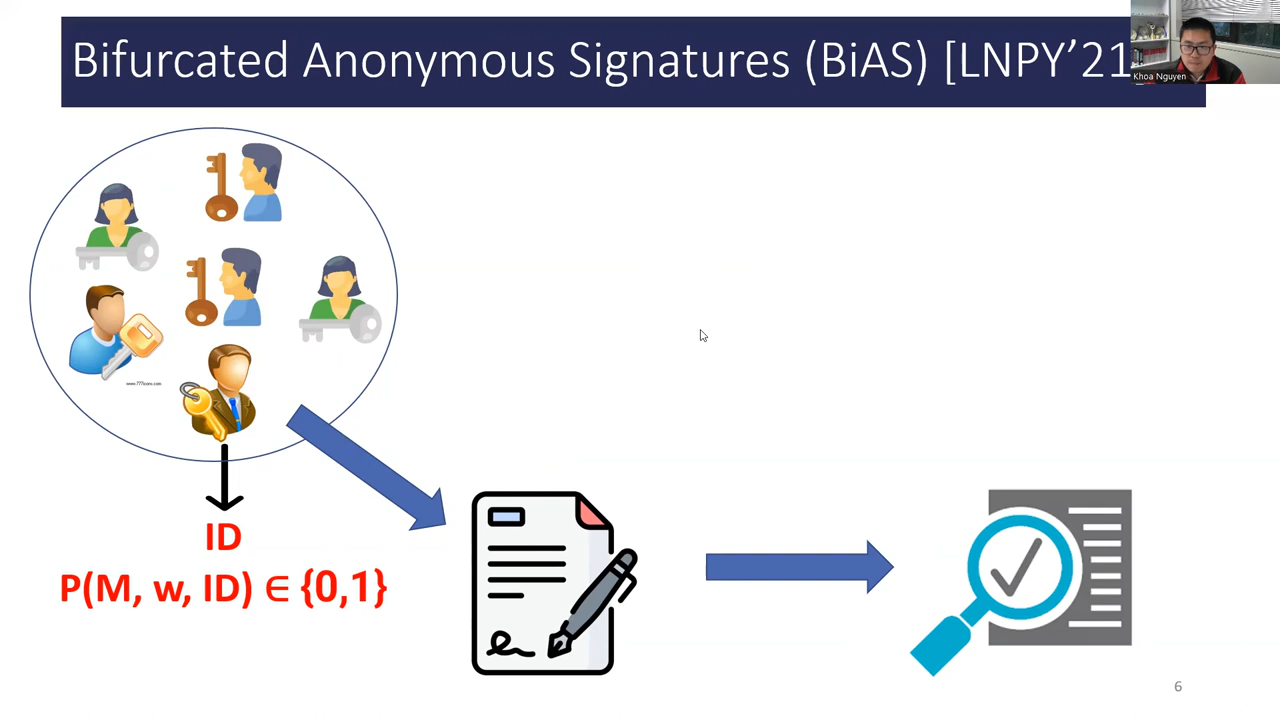 Bifurcated Anonymous Signatures (BiAS) [LNPY'21
Khoa Nguyen
ID
P(M, w, ID) ∈ {0,1}
6